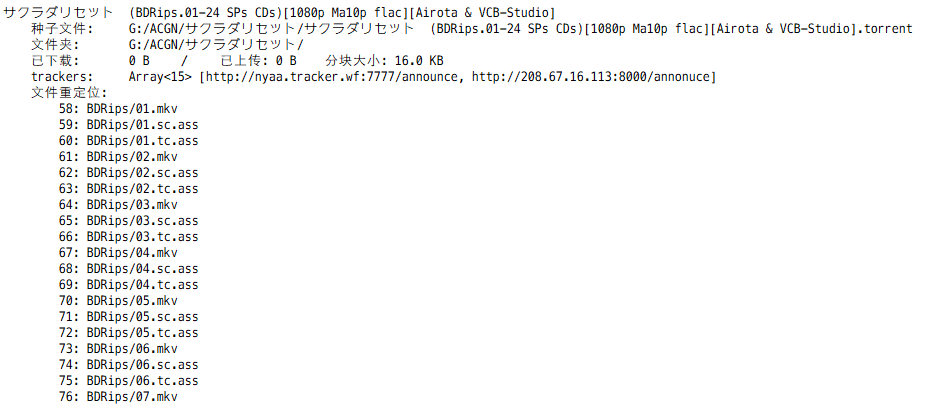 サクラダリセット (BDRips.01-24 SPs CDs)[1080p Ma10p flac][Airota & VCB-Studio]
种子文件: G:/ACGN/サクラダリセット/サクラダリセット (BDRips.01-24 SPs CDs)[1080p Ma10p flac][Airota & VCB-Studio].torrent
文件夹: G:/ACGN/サクラダリセット/
已下载: 0 B / 已上传: 0 B 分块大小: 16.0 KB
trackers: Array<15> [http://nyaa.tracker.wf:7777/announce, http://208.67.16.113:8000/annonuce]
文件重定位:
58: BDRips/01.mkv
59: BDRips/01.sc.ass
60: BDRips/01.tc.ass
61: BDRips/02.mkv
62: BDRips/02.sc.ass
63: BDRips/02.tc.ass
64: BDRips/03.mkv
65: BDRips/03.sc.ass
66: BDRips/03.tc.ass
67: BDRips/04.mkv
68: BDRips/04.sc.ass
69: BDRips/04.tc.ass
70: BDRips/05.mkv
71: BDRips/05.sc.ass
72: BDRips/05.tc.ass
73: BDRips/06.mkv
74: BDRips/06.sc.ass
75: BDRips/06.tc.ass
76: BDRips/07.mkv